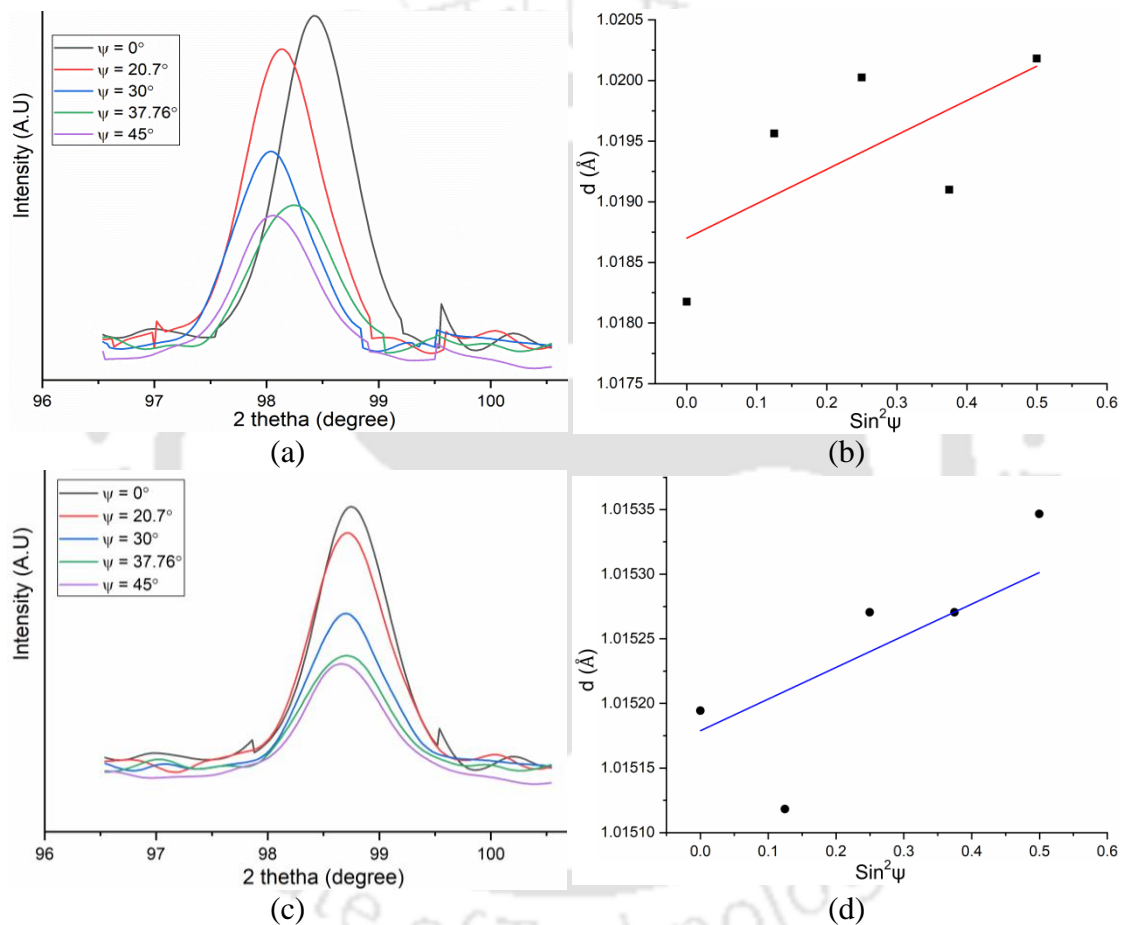 ψ = 0°
ψ = 20.7°
ψ = 30°
ψ = 37.76°
ψ = 45°
Intensity (A.U)
96 97 98 99 100
2 thetha (degree)
(a)
1.0205
1.0200
1.0195
1.0190
1.0185
1.0180
1.0175
d (Å)
0.0 0.1 0.2 0.3 0.4 0.5 0.6
Sin²ψ
(b)
ψ = 0°
ψ = 20.7°
ψ = 30°
ψ = 37.76°
ψ = 45°
Intensity (A.U)
96 97 98 99 100
2 thetha (degree)
(c)
1.01535
1.01530
1.01525
1.01520
1.01510
1.01510
d (Å)
0.0 0.1 0.2 0.3 0.4 0.5 0.6
Sin²ψ
(d)